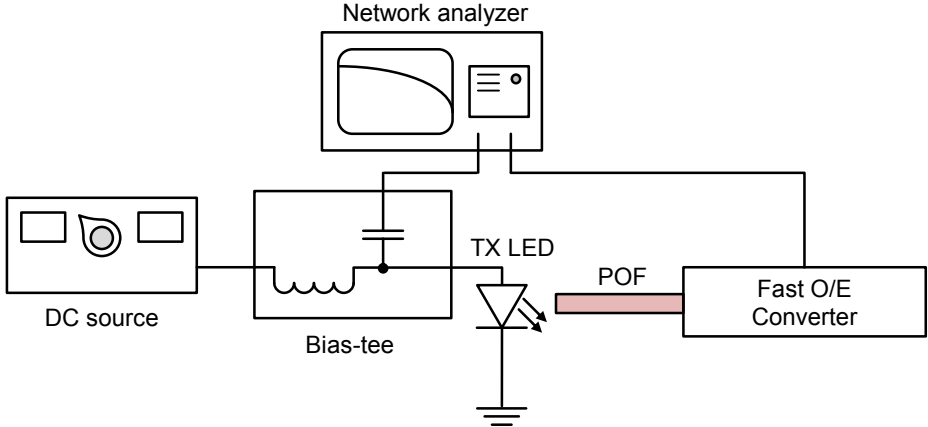 Network analyzer
TX LED
POF
Fast O/E
Converter
DC source
Bias-tee